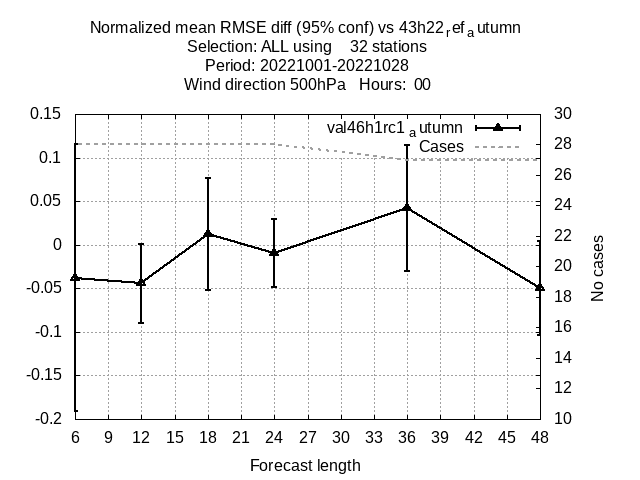 Normalized mean RMSE diff (95% conf) vs 43h22refautumn
Selection: ALL using 32 stations
Period: 20221001-20221028
Wind direction 500hPa Hours: 00
val46h1rc1autumn
Cases
0.15
0.1
0.05
0
-0.05
-0.1
-0.15
-0.2
30
28
26
24
22
20
18
16
14
12
10
No cases
6 9 12 15 18 21 24 27 30 33 36 39 42 45 48
Forecast length